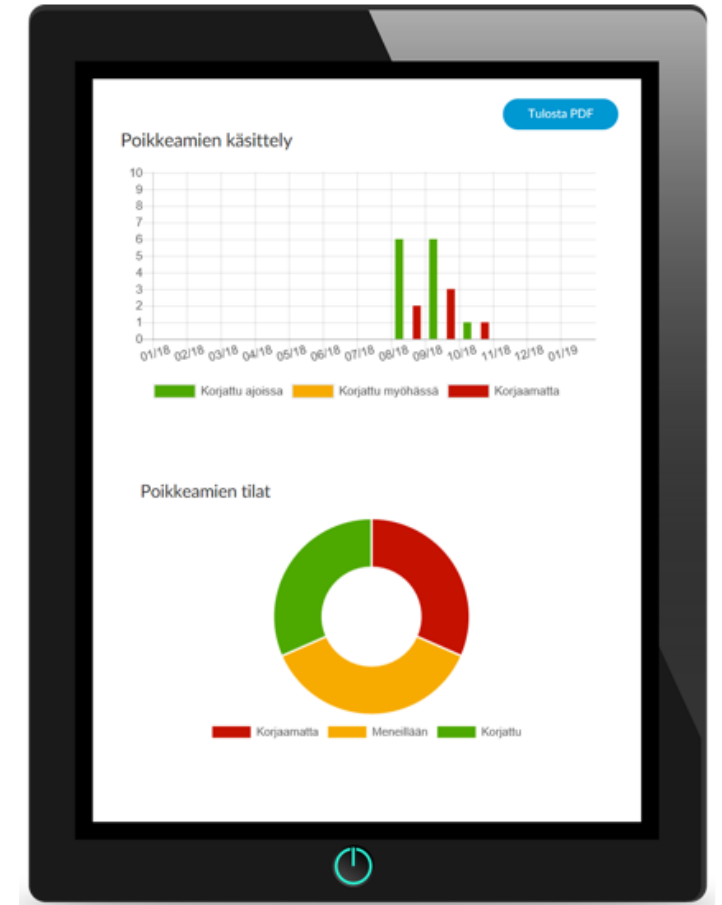 Tulosta PDF
Poikkeamien käsittely
10
9
8
7
6
5
4
3
2
1
0
01/18 02/18 03/18 04/18 05/18 06/18 07/18 08/18 09/18 10/18 11/18 12/18 01/19
Korjattu ajoissa Korjattu myöhässä Korjaamatta
Poikkeamien tilat
Korjaamatta Meneillään Korjattu